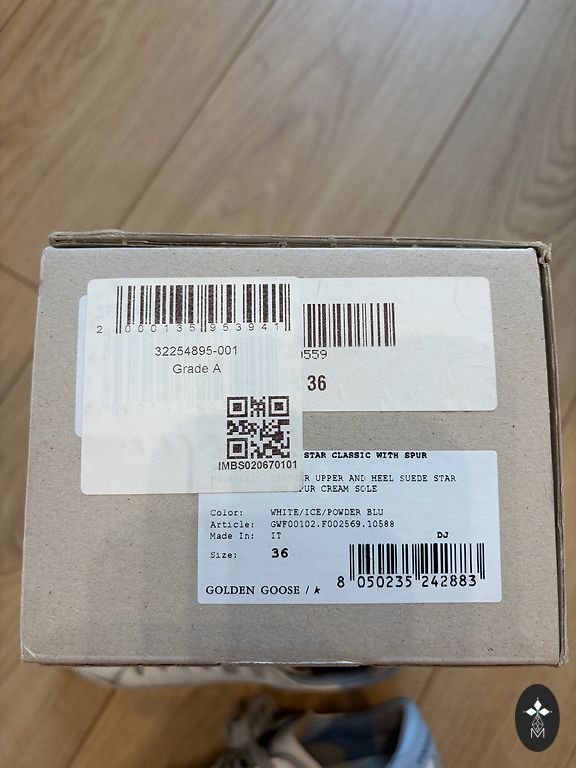 2 000135 953941
32254895-001
Grade A
IMBS020670101
0559
36
STAR CLASSIC WITH SPUR
LEATHER UPPER AND HEEL SUEDE STAR
AND SPUR CREAM SOLE
Color: WHITE/ICE/POWDER BLU
Article: GWF00102.F002569.10588
Made In: IT DJ
Size: 36
8 050235 242883
GOLDEN GOOSE / ★
M